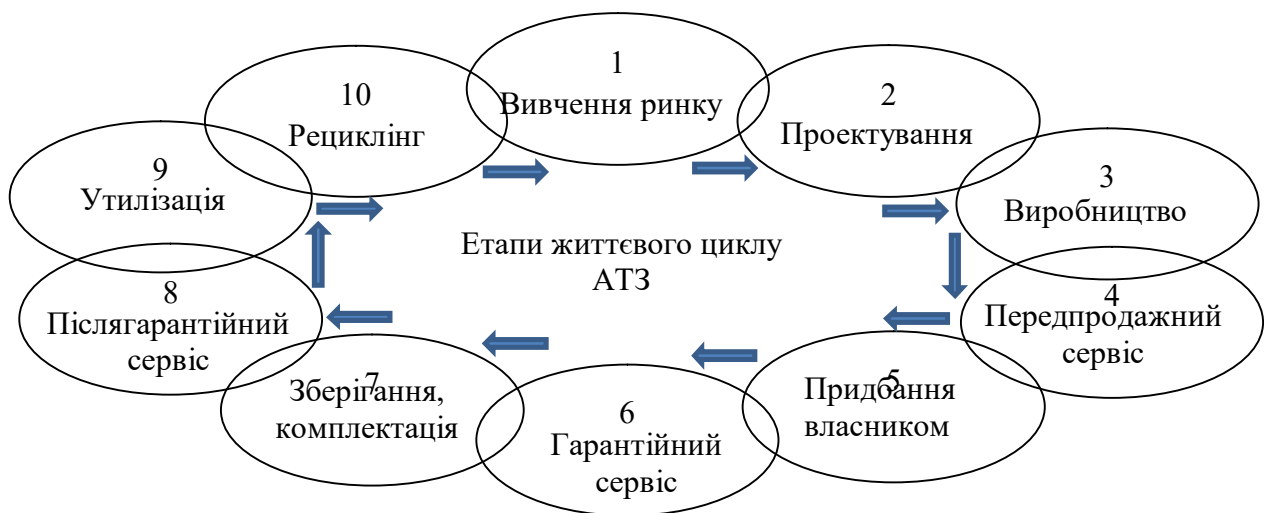 1
Вивчення ринку
2
Проектування
3
Виробництво
4
Передпродажний
сервіс
5
Придбання
власником
6
Гарантійний
сервіс
7
Зберігання,
комплектація
8
Післягарантійний
сервіс
9
Утилізація
10
Рециклінг
Етапи життєвого циклу
АТЗ